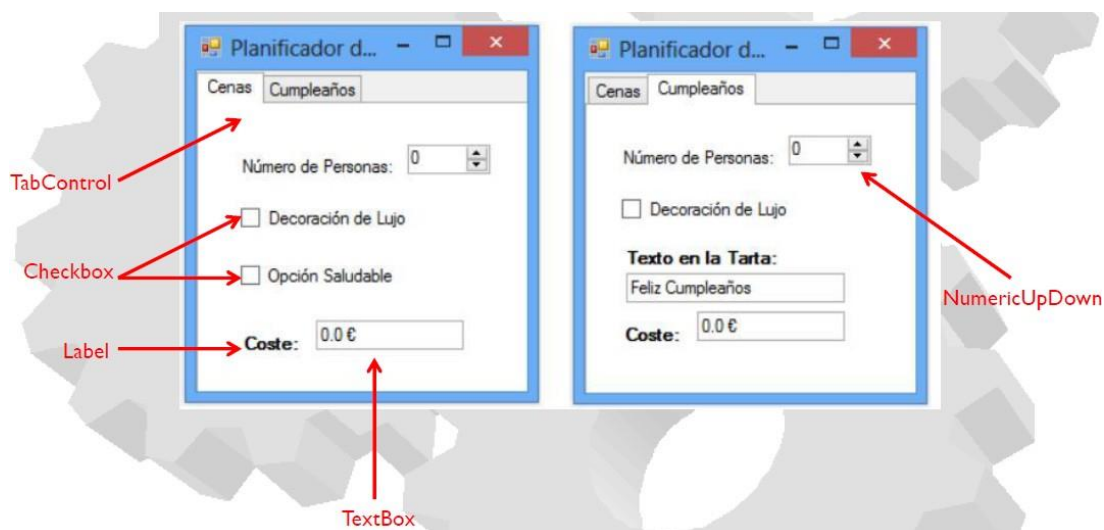 Planificador d...
Cenas
Cumpleaños
Número de Personas:
0
Decoración de Lujo
Opción Saludable
Coste:
0.0 €
Planificador d...
Cenas
Cumpleaños
Número de Personas:
0
Decoración de Lujo
Texto en la Tarta:
Feliz Cumpleaños
Coste:
0.0 €
TabControl
Checkbox
Label
TextBox
NumericUpDown